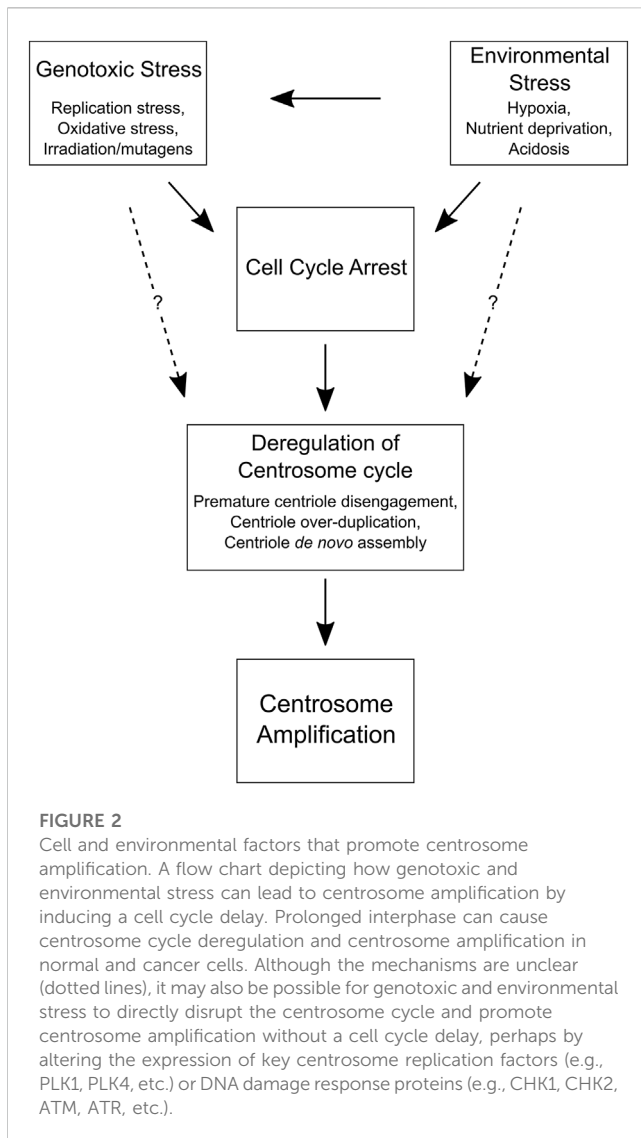 Genotoxic Stress
Replication stress,
Oxidative stress,
Irradiation/mutagens
Environmental
Stress
Hypoxia,
Nutrient deprivation,
Acidosis
Cell Cycle Arrest
?
?
Deregulation of
Centrosome cycle
Premature centriole disengagement,
Centriole over-duplication,
Centriole de novo assembly
Centrosome
Amplification
FIGURE 2
Cell and environmental factors that promote centrosome
amplification. A flow chart depicting how genotoxic and
environmental stress can lead to centrosome amplification by
inducing a cell cycle delay. Prolonged interphase can cause
centrosome cycle deregulation and centrosome amplification in
normal and cancer cells. Although the mechanisms are unclear
(dotted lines), it may also be possible for genotoxic and environmental
stress to directly disrupt the centrosome cycle and promote
centrosome amplification without a cell cycle delay, perhaps by
altering the expression of key centrosome replication factors (e.g.,
PLK1, PLK4, etc.) or DNA damage response proteins (e.g., CHK1, CHK2,
ATM, ATR, etc.).